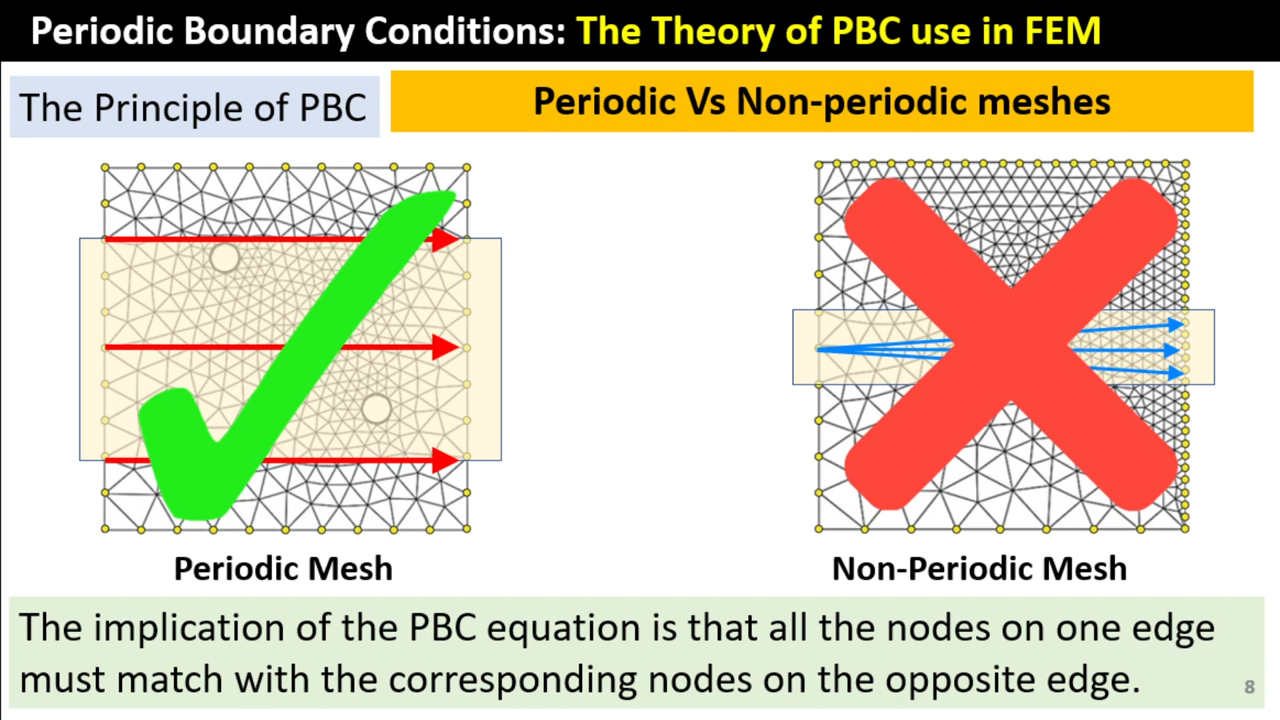 Periodic Boundary Conditions: The Theory of PBC use in FEM
The Principle of PBC
Periodic Vs Non-periodic meshes
Periodic Mesh
Non-Periodic Mesh
The implication of the PBC equation is that all the nodes on one edge
must match with the corresponding nodes on the opposite edge.
8